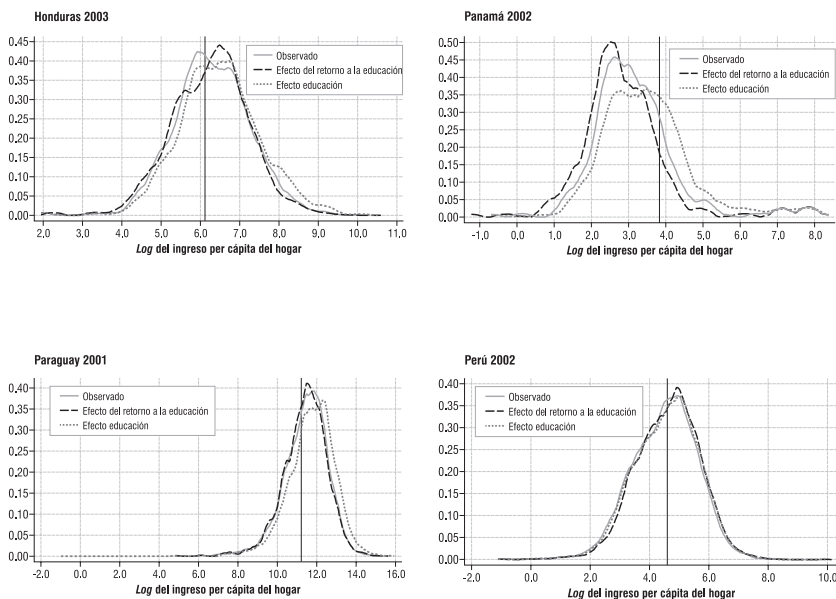 Honduras 2003
0.45
0.40
0.35
0.30
0.25
0.20
0.15
0.10
0.05
0.00
Observado
Efecto del retorno a la educación
Efecto educación
2,0 3,0 4,0 5,0 6,0 7,0 8,0 9,0 10,0 11,0
Log del ingreso per cápita del hogar
Panamá 2002
0.50
0.45
0.40
0.35
0.30
0.25
0.20
0.15
0.10
0.05
0.00
Observado
Efecto del retorno a la educación
Efecto educación
-1,0 0,0 1,0 2,0 3,0 4,0 5,0 6,0 7,0 8,0
Log del ingreso per cápita del hogar
Paraguay 2001
0.40
0.35
0.30
0.25
0.20
0.15
0.10
0.05
0.00
Observado
Efecto del retorno a la educación
Efecto educación
-2.0 0.0 2.0 4.0 6.0 8.0 10.0 12.0 14.0 16.0
Log del ingreso per cápita del hogar
Perú 2002
0.40
0.35
0.30
0.25
0.20
0.15
0.10
0.05
0.00
Observado
Efecto del retorno a la educación
Efecto educación
-2.0 0.0 2.0 4.0 6.0 8.0 10.0
Log del ingreso per cápita del hogar